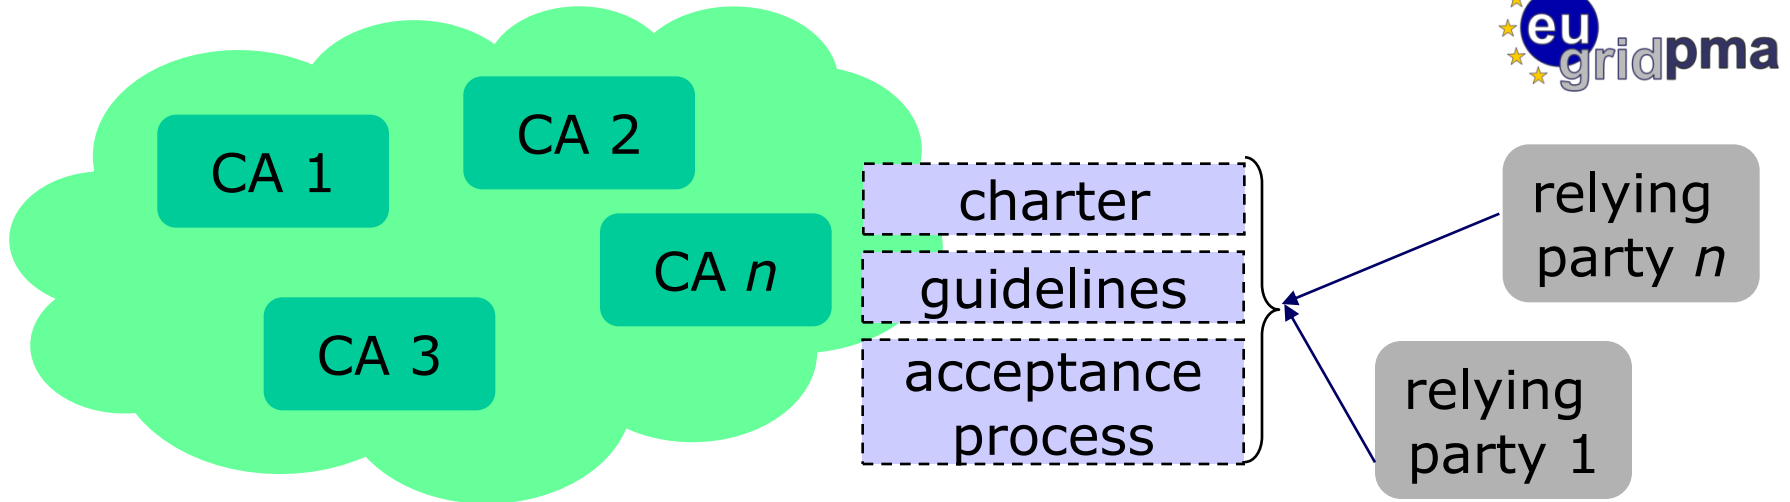 eu
gridpma
CA 1
CA 2
CA n
CA 3
charter
guidelines
acceptance
process
relying
party n
relying
party 1